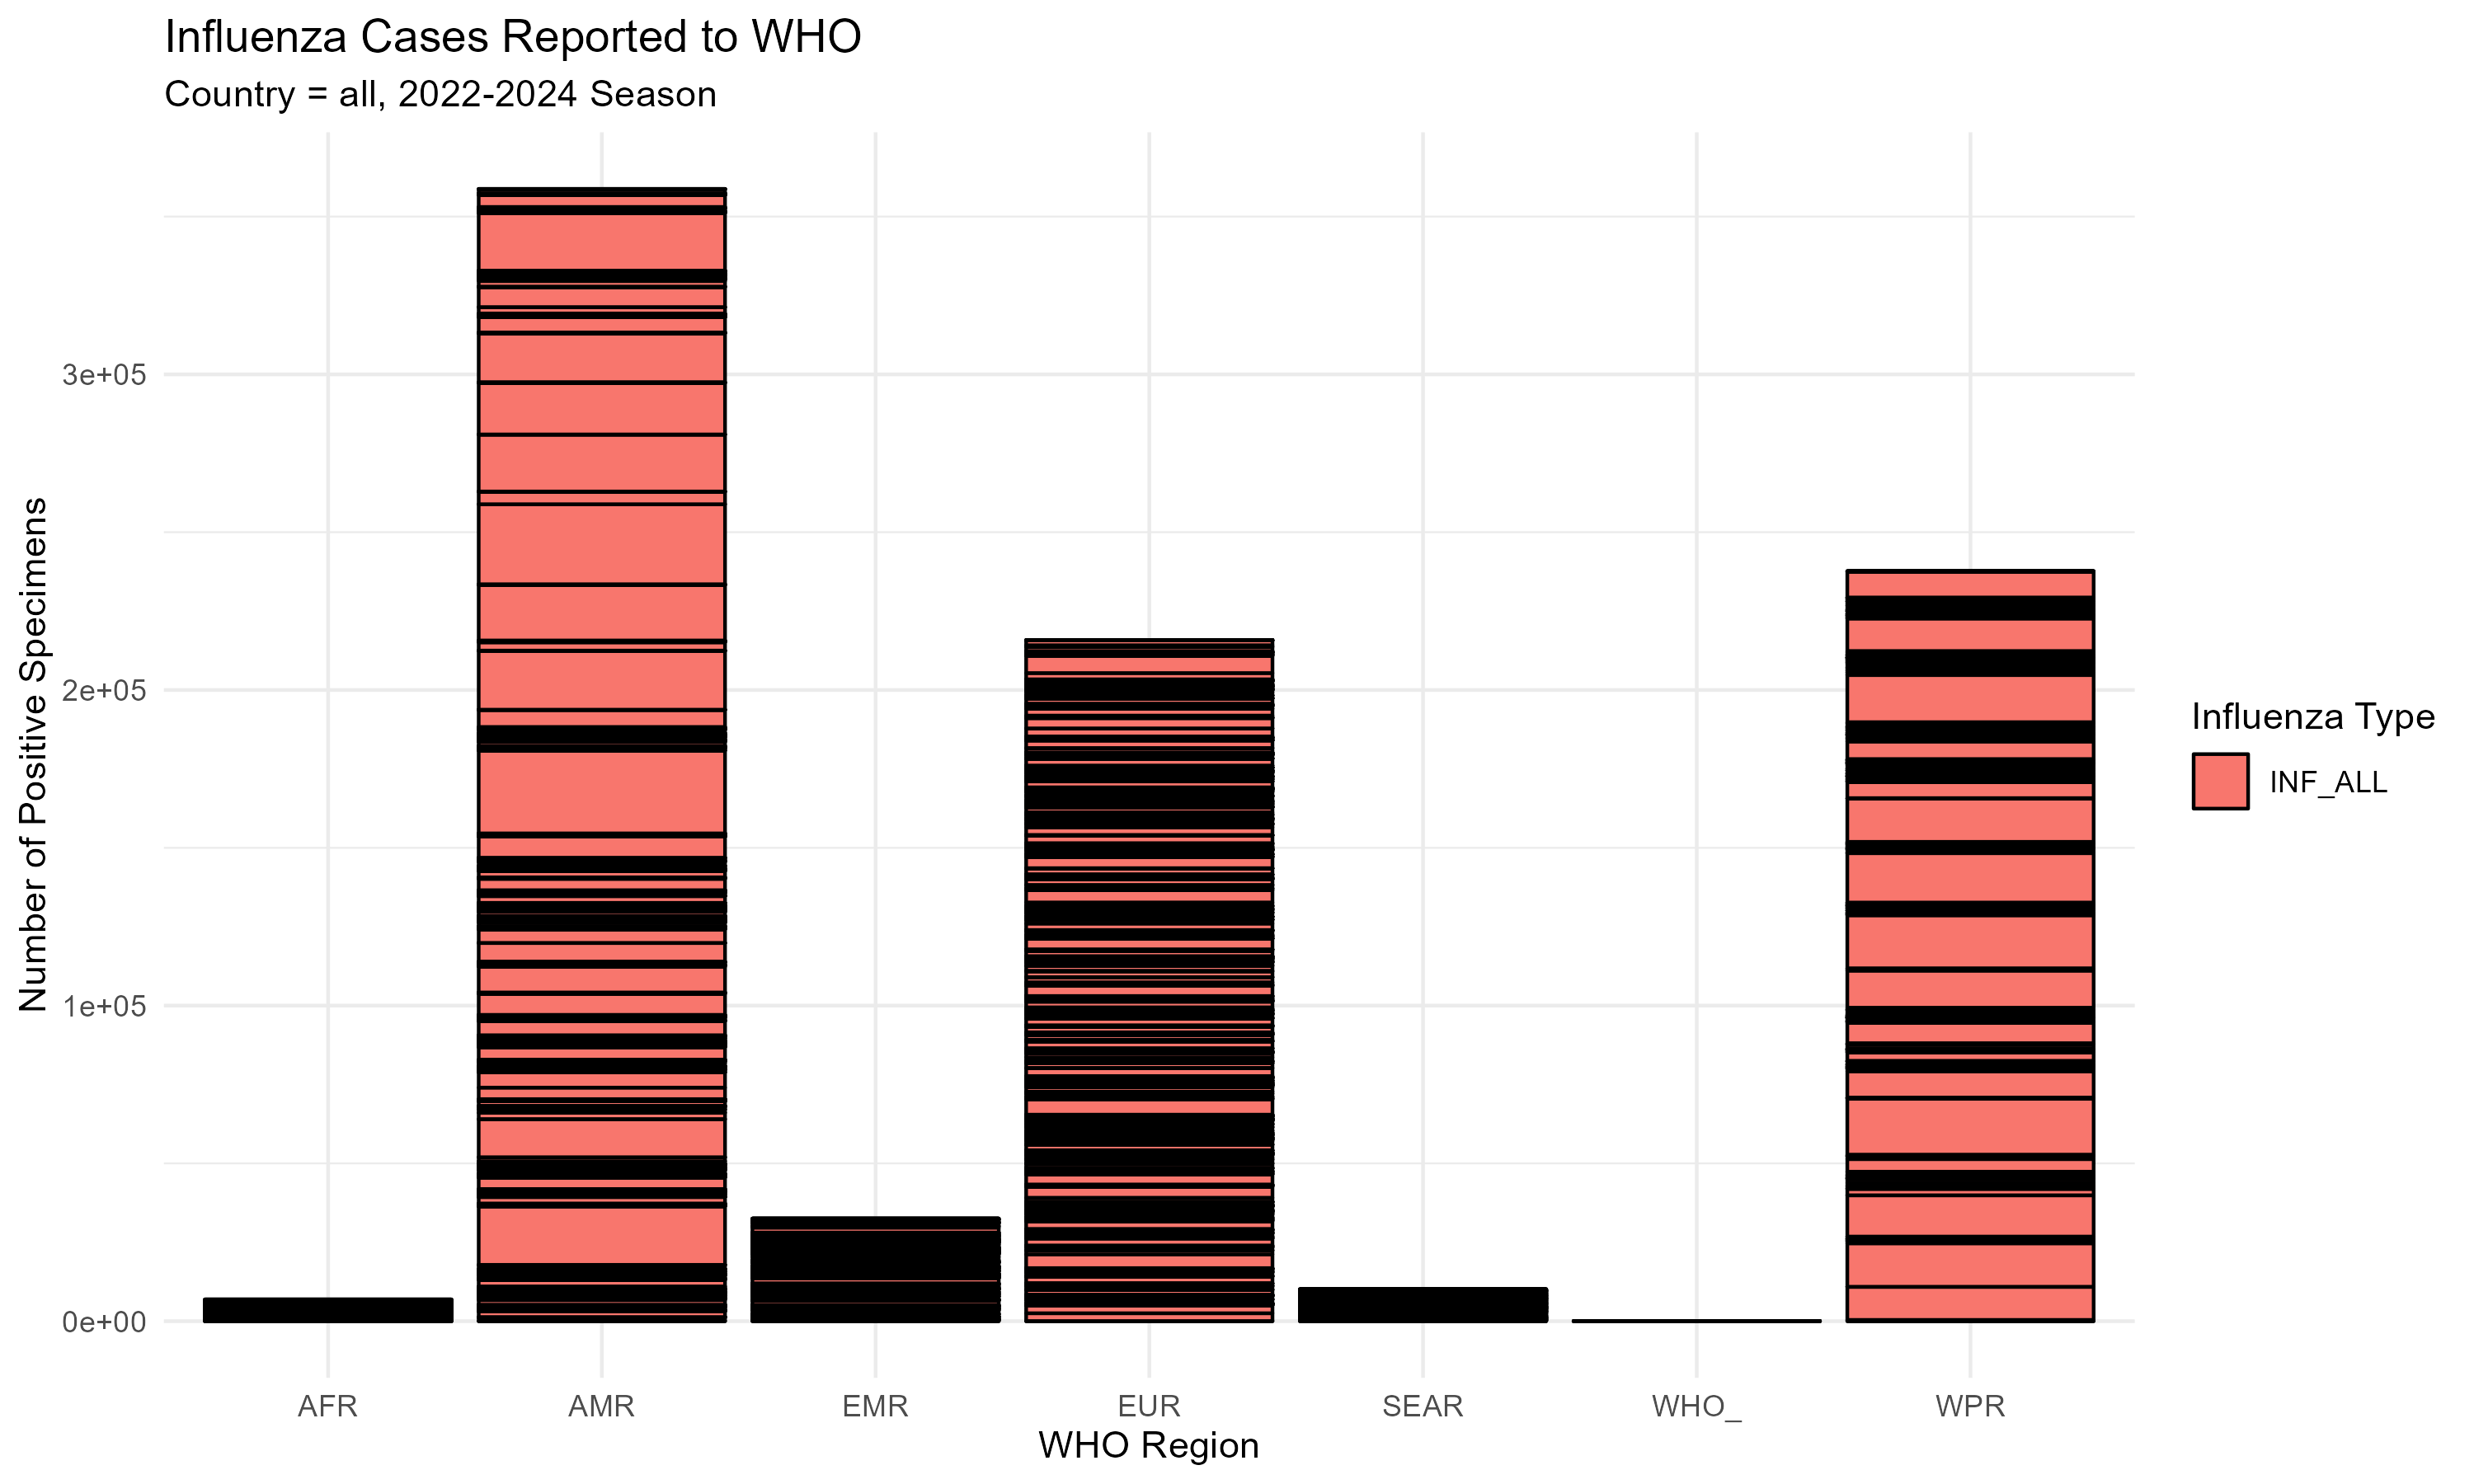 Influenza Cases Reported to WHO
Country = all, 2022-2024 Season
Number of Positive Specimens
3e+05
2e+05
1e+05
0e+00
AFR
AMR
EMR
EUR
SEAR
WHO_
WPR
WHO Region
Influenza Type
INF_ALL